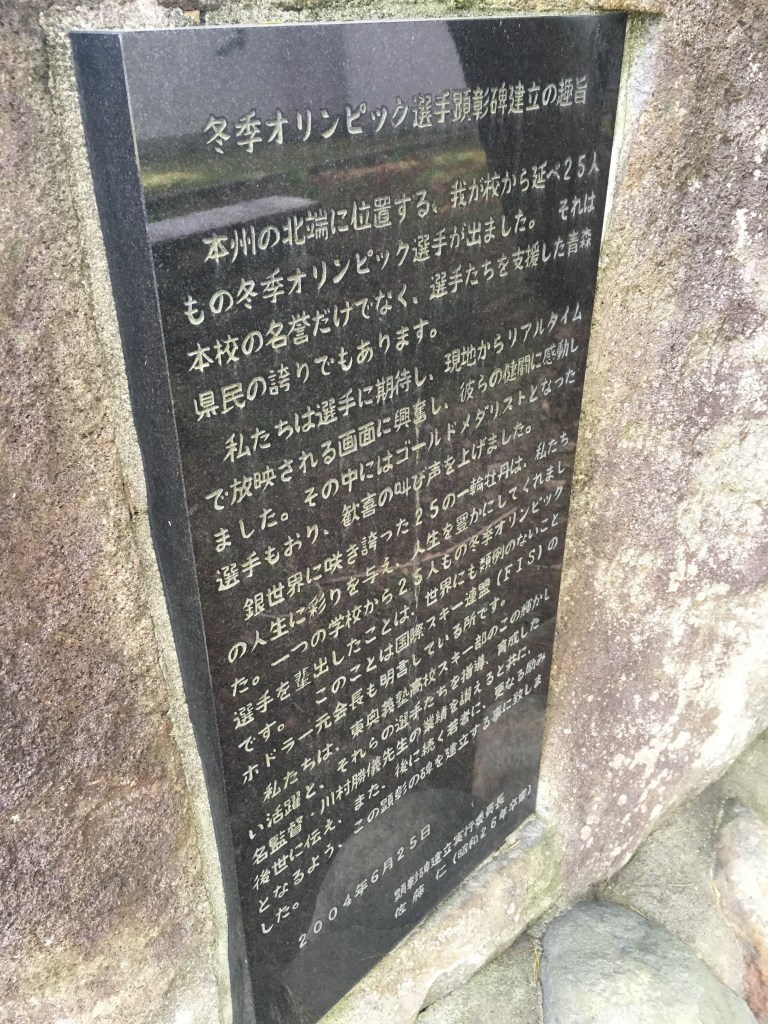 冬季オリンピック選手顕彰碑建立の趣旨
本州の北端に位置する、我が校から延べ25人
もの冬季オリンピック選手が出ました。 それは
本校の名誉だけでなく、選手たちを支援した青森
県民の誇りでもあります。
私たちは選手に期待し、現地からリアルタイム
で放映される画面に興奮し、彼らの健闘に感動し
ました。その中にはゴールドメダリストとなった
選手もおり、歓喜の叫び声を上げました。
銀世界に咲き誇った25の一輪牡丹は、私たち
の人生に彩りを与え、人生を豊かにしてくれまし
た。一つの学校から25人もの冬季オリンピック
選手を輩出したことは、世界にも類例のないこと
です。 このことは国際スキー連盟(FIS)の
ホドラー元会長も明言している所です。
私たちは、東奥義塾高校スキー部のこの輝かし
い活躍と、それらの選手たちを指導、育成した
名監督・川村勝儀先生の業績を讃えると共に、
後世に伝え、また、後に続く若者に、更なる励み
となるよう、この顕彰の碑を建立する事に致しま
した。
2004年6月25日
顕彰碑建立実行委員長
佐藤 仁(昭和26年卒業)